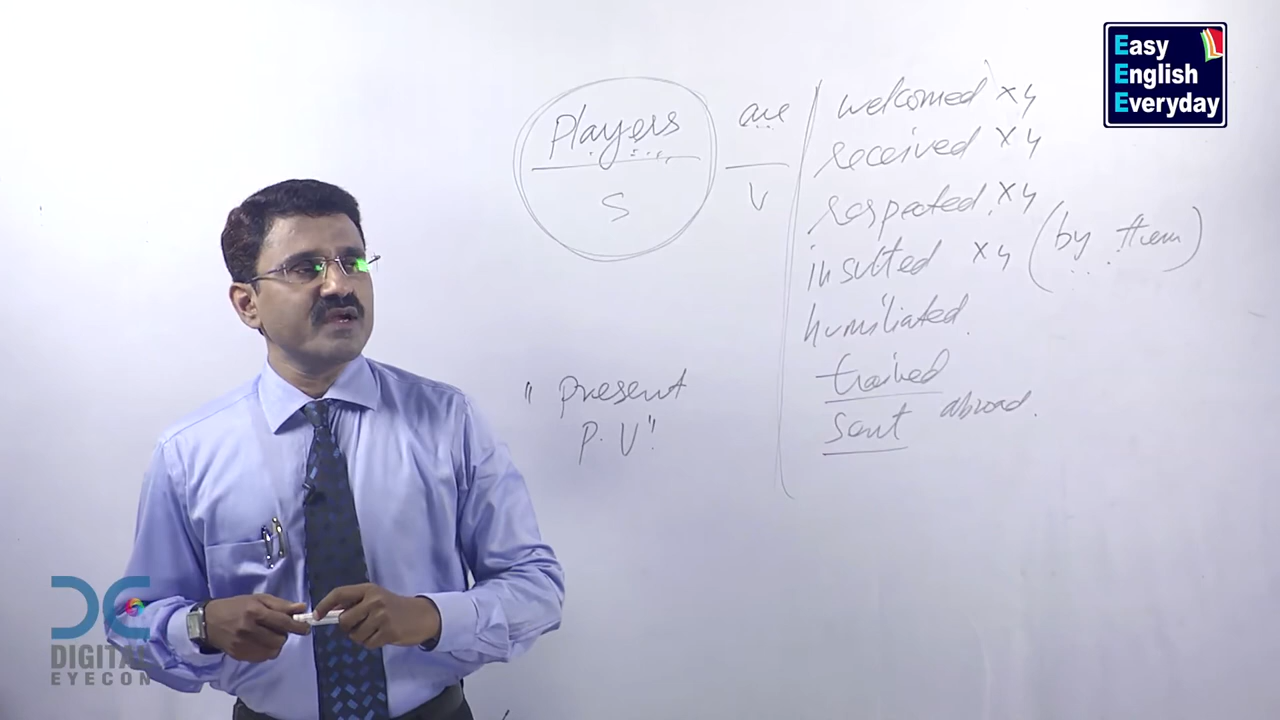 Easy
English
Everyday
Players are welcomed x4
S V received x4
respected x4
insulted x4 (by them)
humiliated.
trained
sent abroad.
"Present
P.V"
DE
DIGITAL
EYECON